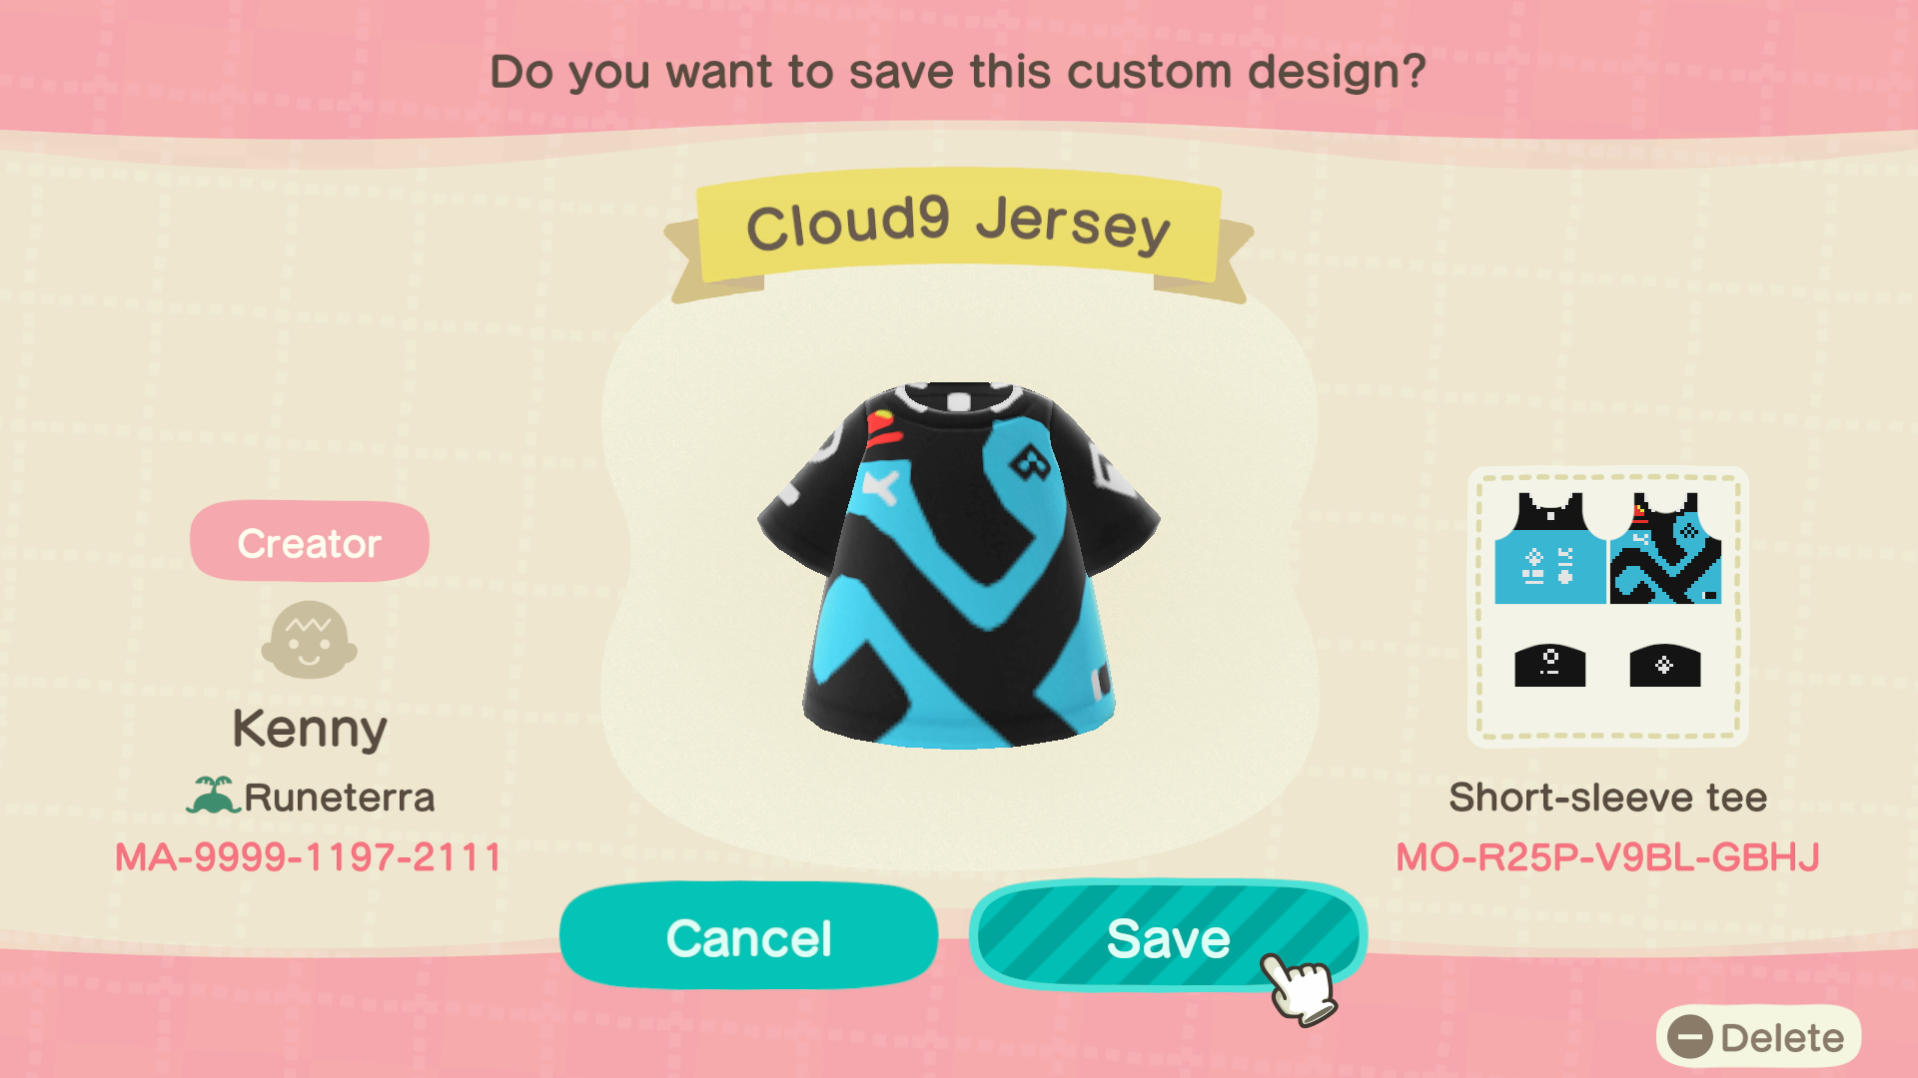 Do you want to save this custom design?
Cloud9 Jersey
Creator
Kenny
Runeterra
MA-9999-1197-2111
Short-sleeve tee
MO-R25P-V9BL-GBHJ
Cancel
Save
Delete